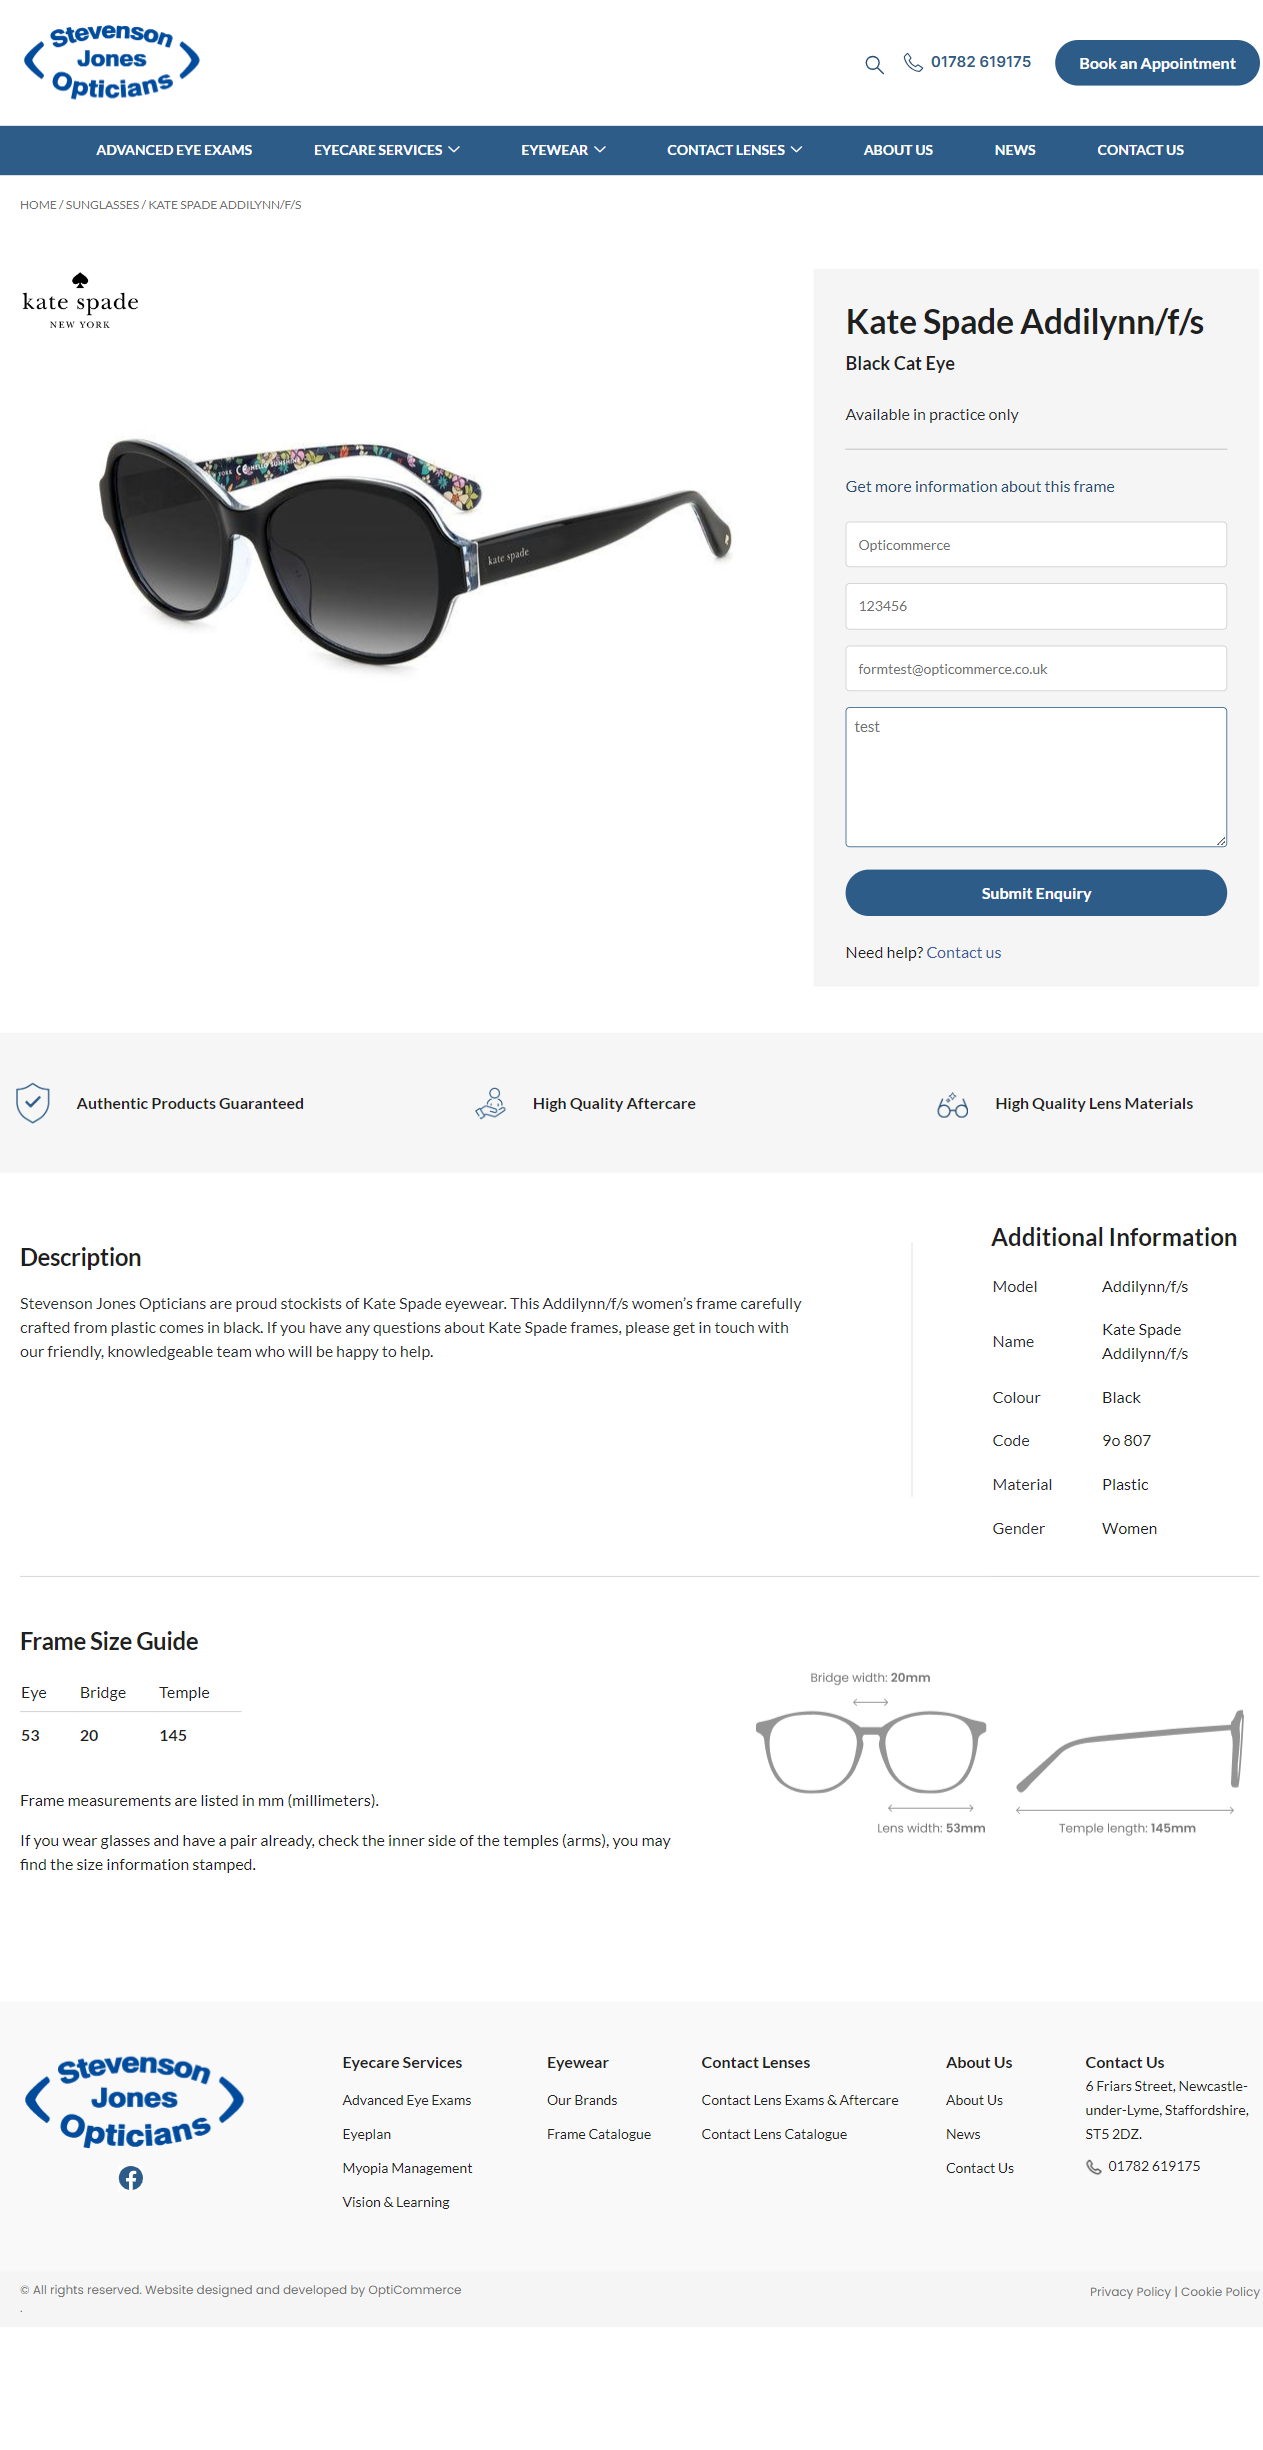 Stevenson
Jones
Opticians
01782 619175
Book an Appointment
ADVANCED EYE EXAMS
EYECARE SERVICES
EYEWEAR
CONTACT LENSES
ABOUT US
NEWS
CONTACT US
HOME / SUNGLASSES / KATE SPADE ADDILYNN/F/S
kate spade
NEW YORK
YORK CE HELLO SUNSHINE
kate spade
Kate Spade Addilynn/f/s
Black Cat Eye
Available in practice only
Get more information about this frame
Opticommerce
123456
formtest@opticommerce.co.uk
test
Submit Enquiry
Need help? Contact us
Authentic Products Guaranteed
High Quality Aftercare
High Quality Lens Materials
Description
Stevenson Jones Opticians are proud stockists of Kate Spade eyewear. This Addilynn/f/s women’s frame carefully
crafted from plastic comes in black. If you have any questions about Kate Spade frames, please get in touch with
our friendly, knowledgeable team who will be happy to help.
Additional Information
Model Addilynn/f/s
Name Kate Spade
Addilynn/f/s
Colour Black
Code 9o 807
Material Plastic
Gender Women
Frame Size Guide
Eye Bridge Temple
53 20 145
Frame measurements are listed in mm (millimeters).
If you wear glasses and have a pair already, check the inner side of the temples (arms), you may
find the size information stamped.
Bridge width: 20mm
Lens width: 53mm
Temple length: 145mm
Stevenson
Jones
Opticians
Eyecare Services
Advanced Eye Exams
Eyeplan
Myopia Management
Vision & Learning
Eyewear
Our Brands
Frame Catalogue
Contact Lenses
Contact Lens Exams & Aftercare
Contact Lens Catalogue
About Us
About Us
News
Contact Us
Contact Us
6 Friars Street, Newcastle-
under-Lyme, Staffordshire,
ST5 2DZ.
01782 619175
© All rights reserved. Website designed and developed by OptiCommerce
.
Privacy Policy | Cookie Policy